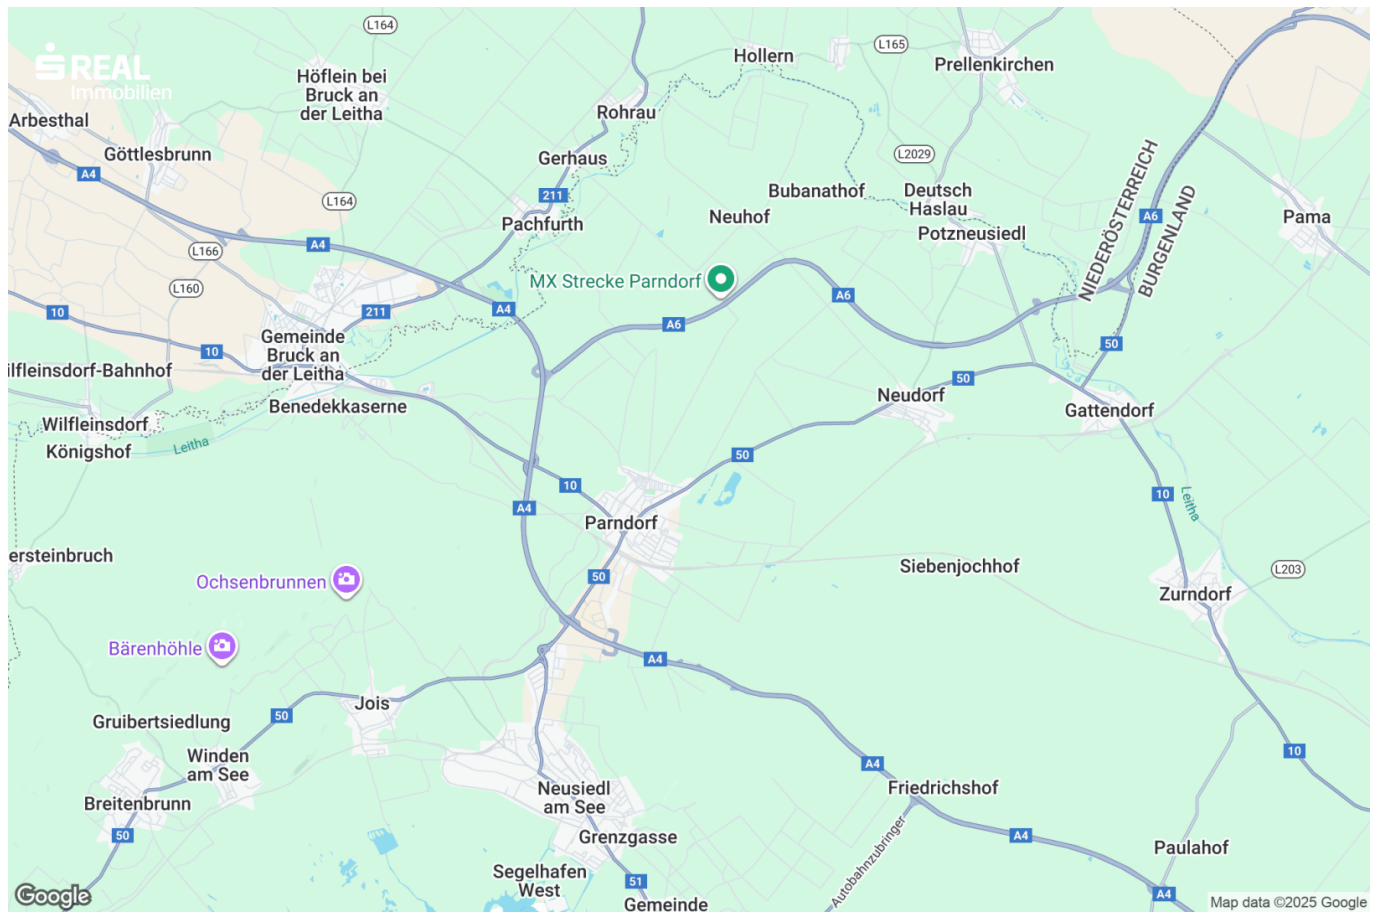 L164
Hollern
L165
Prellenkirchen
REAL
Immobilien
Höflein bei
Bruck an
der Leitha
Arbesthal
Rohrau
Göttlesbrunn
Gerhaus
L2029
A4
211
Bubanathof
Deutsch
Haslau
L164
Neuhof
NIEDERÖSTERREICH
BURGENLAND
A6
Pama
Pachfurth
Potzneusiedl
L166
A4
L160
MX Strecke Parndorf
A6
10
211
A4
A6
Gemeinde
Bruck an
der Leitha
10
50
ilfleinsdorf-Bahnhof
50
Neudorf
Benedekkaserne
Gattendorf
Wilfleinsdorf
Königshof
Leitha
50
10
10
Leitha
A4
Parndorf
ersteinbruch
Ochsenbrunnen
50
Siebenjochhof
L203
Zurndorf
Bärenhöhle
A4
Jois
50
Gruibertsiedlung
Winden
am See
10
A4
Breitenbrunn
Neusiedl
am See
Friedrichshof
50
Grenzgasse
A4
Paulahof
Autobahnzubringer
Segelhafen
West
51
A4
Google
Gemeinde
Map data ©2025 Google